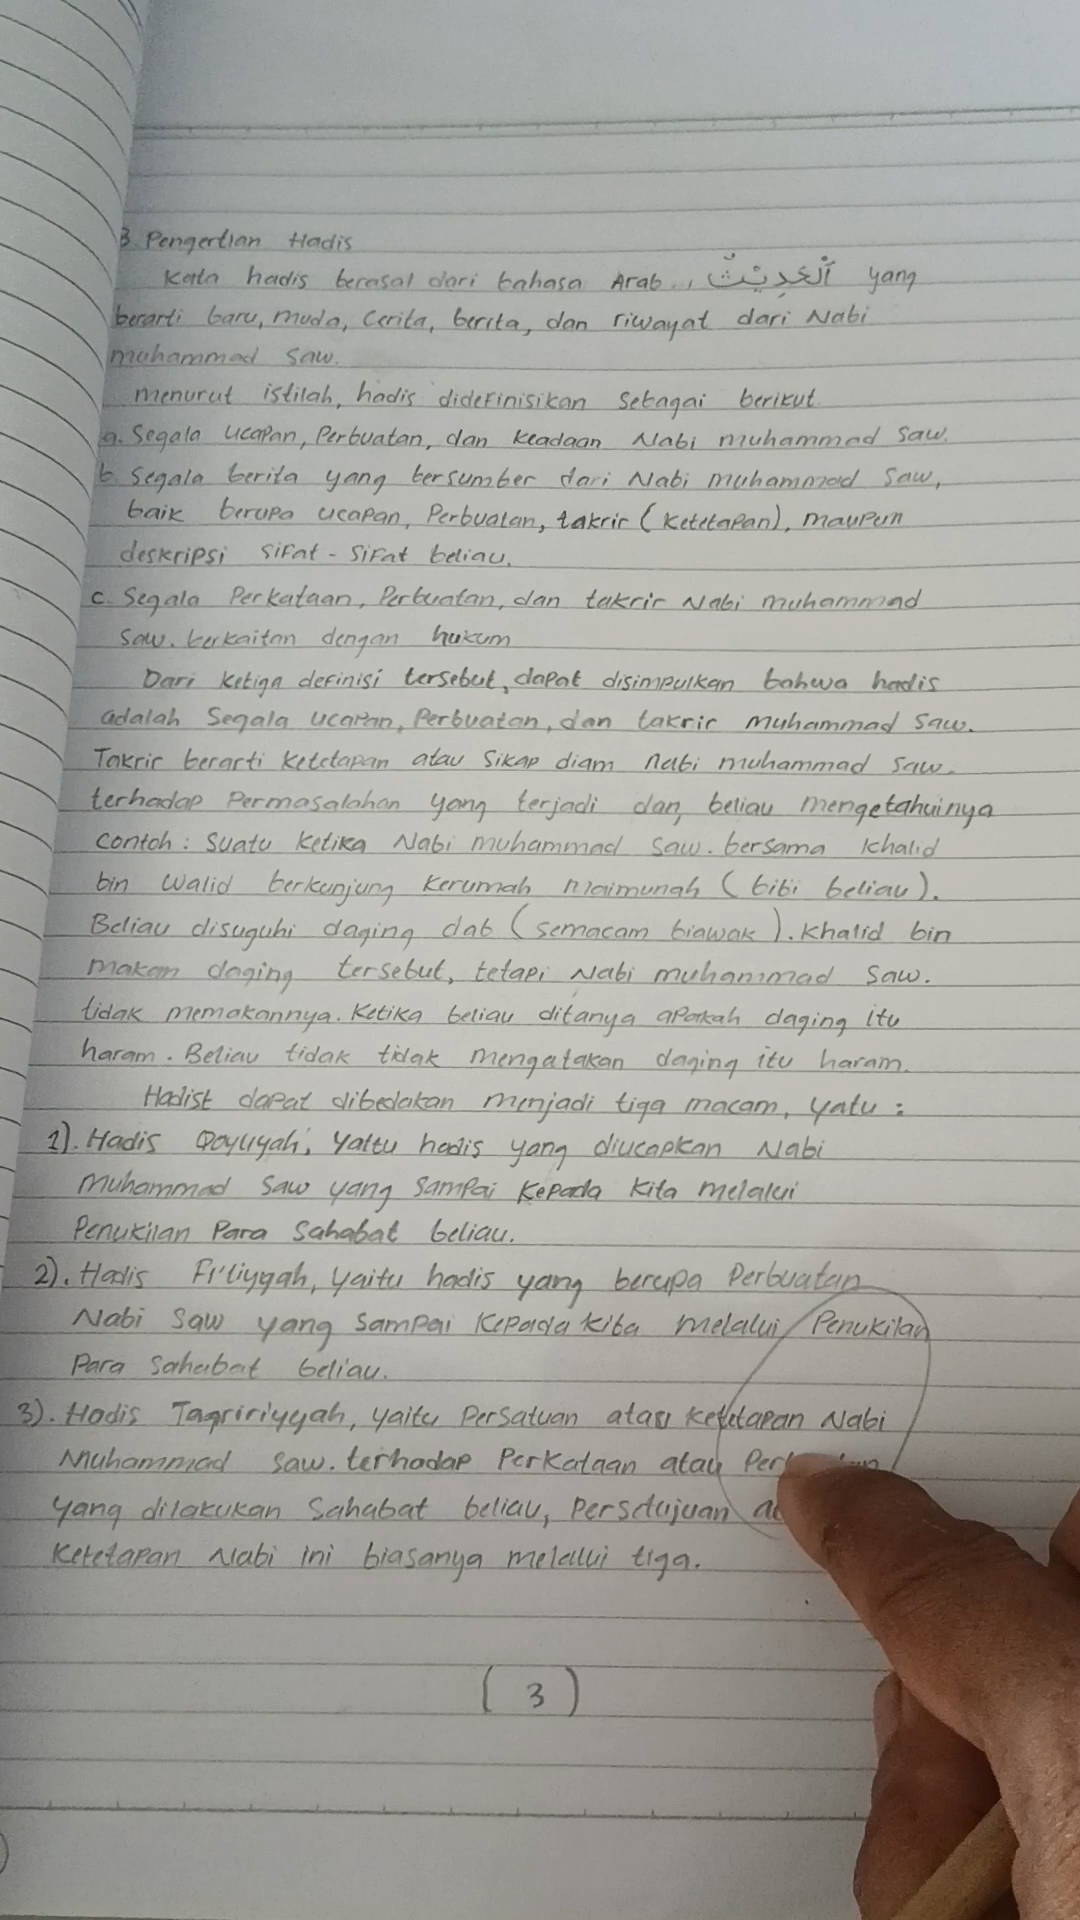 B. Pengertian Hadis
Kata hadis berasal dari bahasa Arab, اَلْحَدِيْثُ yang
berarti baru, muda, cerita, berita, dan riwayat dari Nabi
muhammad saw.
menurut istilah, hadis didefinisikan sebagai berikut
a. Segala ucapan, Perbuatan, dan keadaan Nabi muhammad saw.
b. Segala berita yang bersumber dari Nabi muhammad saw,
baik berupa ucapan, Perbuatan, takrir (ketetapan), maupun
deskripsi sifat - sifat beliau.
c. Segala Perkataan, Perbuatan, dan takrir Nabi muhammad
saw. berkaitan dengan hukum
Dari ketiga definisi tersebut, dapat disimpulkan bahwa hadis
adalah Segala ucapan, Perbuatan, dan takrir muhammad saw.
Takrir berarti ketetapan atau sikap diam nabi muhammad saw.
terhadap Permasalahan yang terjadi dan, beliau mengetahuinya
contoh : Suatu ketika Nabi muhammad saw. bersama khalid
bin walid berkunjung kerumah maimunah (bibi beliau).
Beliau disuguhi daging dab (semacam biawak). Khalid bin
makan daging tersebut, tetapi Nabi muhammad saw.
tidak memakannya. Ketika beliau ditanya apakah daging itu
haram. Beliau tidak tidak mengatakan daging itu haram.
Hadist dapat dibedakan menjadi tiga macam, yatu :
1). Hadis Qoyliyah, yaitu hadis yang diucapkan Nabi
Muhammad saw yang sampai kepada kita melalui
Penukilan Para Sahabat beliau.
2). Hadis Fi'liyyah, yaitu hadis yang berupa Perbuatan
Nabi saw yang sampai kepada kita melalui Penukilan
Para sahabat beliau.
3). Hadis Taqririyyah, yaitu Persatuan atau ketetapan Nabi
Muhammad saw. terhadap Perkataan atau
yang dilakukan Sahabat beliau, Persetujuan
ketetapan Nabi ini biasanya melalui tiga.
( 3 )